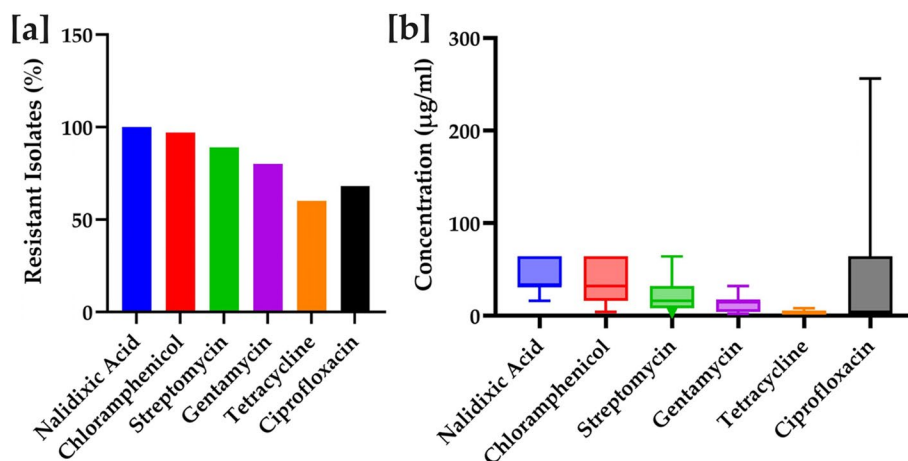 [a]
150
100
50
0
Resistant Isolates (%)
Nalidixic Acid
Chloramphenicol
Streptomycin
Gentamycin
Tetracycline
Ciprofloxacin
[b]
300
200
100
0
Concentration (µg/ml)
Nalidixic Acid
Chloramphenicol
Streptomycin
Gentamycin
Tetracycline
Ciprofloxacin